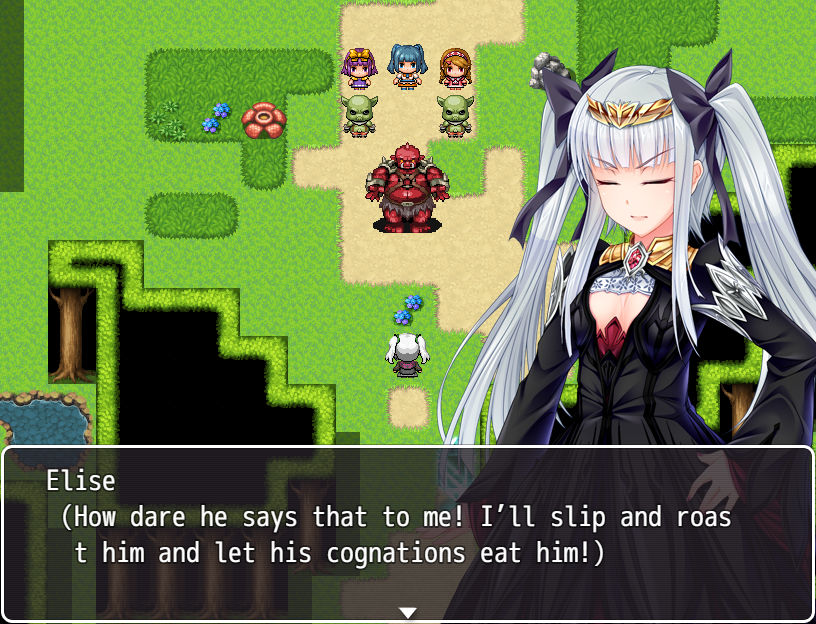 Elise
(How dare he says that to me! I'll slip and roas
t him and let his cognations eat him!)